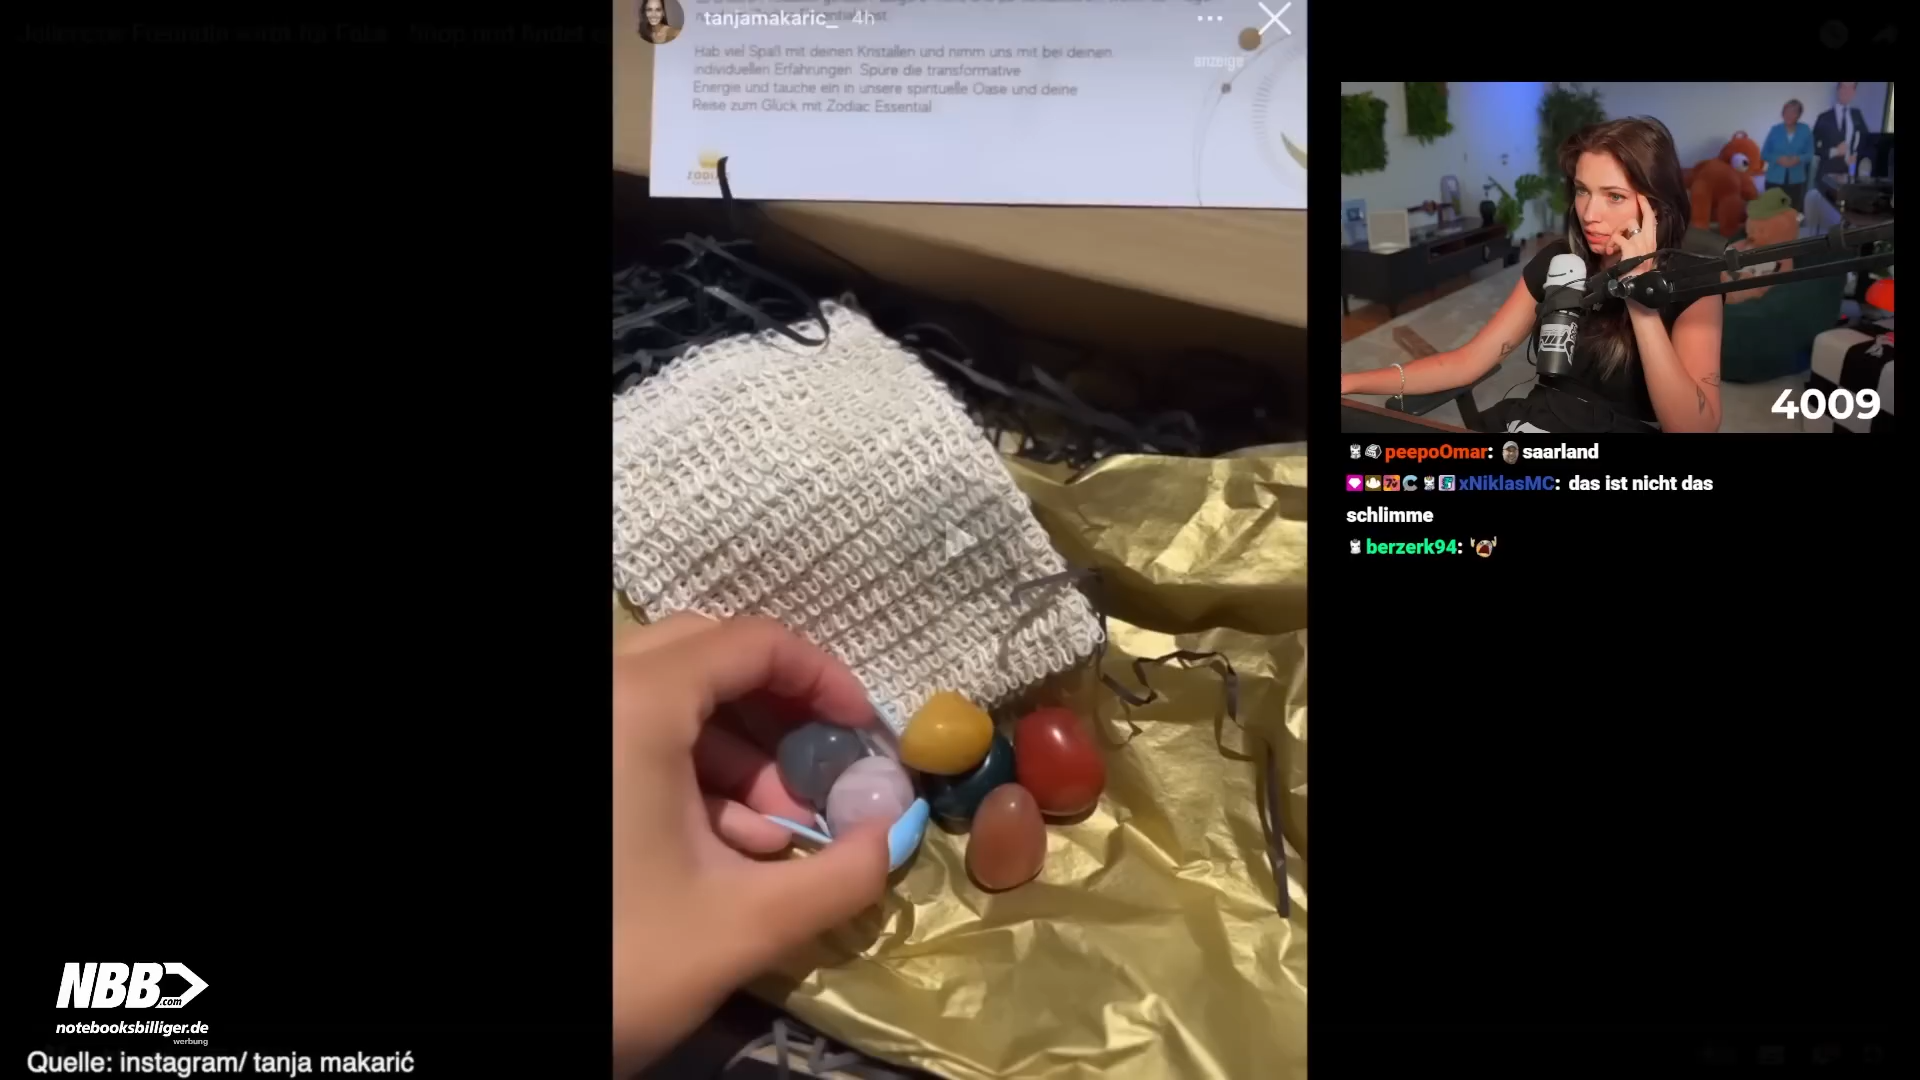 tanjamakaric_ 4h
Hab viel Spaß mit deinen Kristallen und nimm uns mit bei deinen
individuellen Erfahrungen. Spüre die transformative
Energie und tauche ein in unsere spirituelle Oase und deine
Reise zum Glück mit Zodiac Essential
anzeige
4009
peepoOmar: saarland
xNiklasMC: das ist nicht das
schlimme
berzerk94:
NBB
.com
notebooksbilliger.de
werbung
Quelle: instagram/ tanja makarić